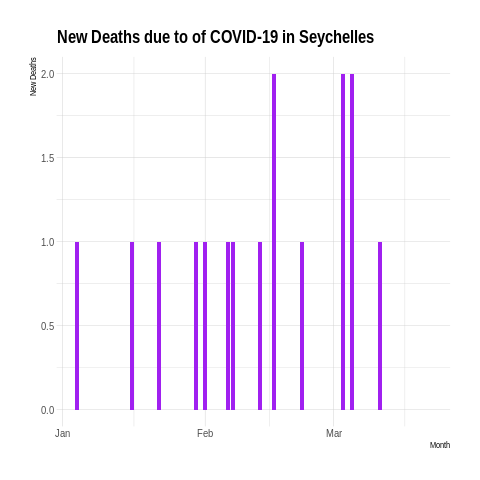 New Deaths due to of COVID-19 in Seychelles
New Deaths
2.0
1.5
1.0
0.5
0.0
Jan Feb Mar
Month